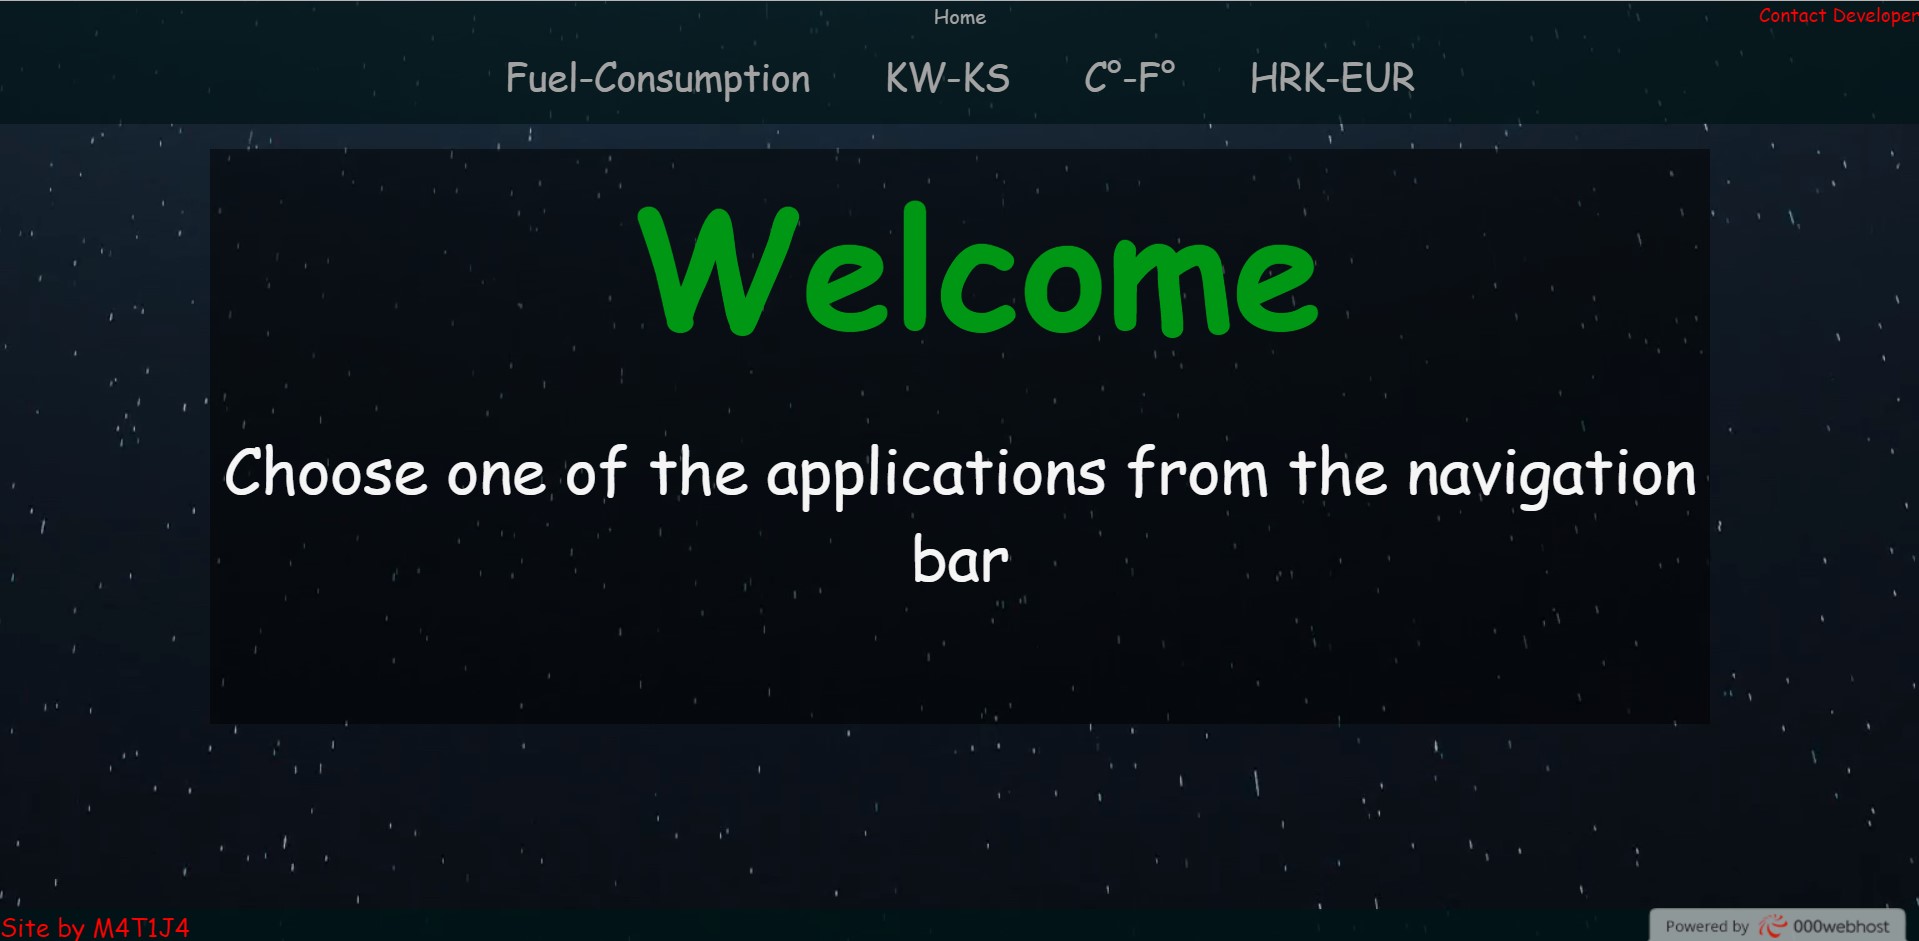 Home
Contact Developer
Fuel-Consumption KW-KS C°-F° HRK-EUR
Welcome
Choose one of the applications from the navigation
bar
Site by M4T1J4
Powered by 000webhost